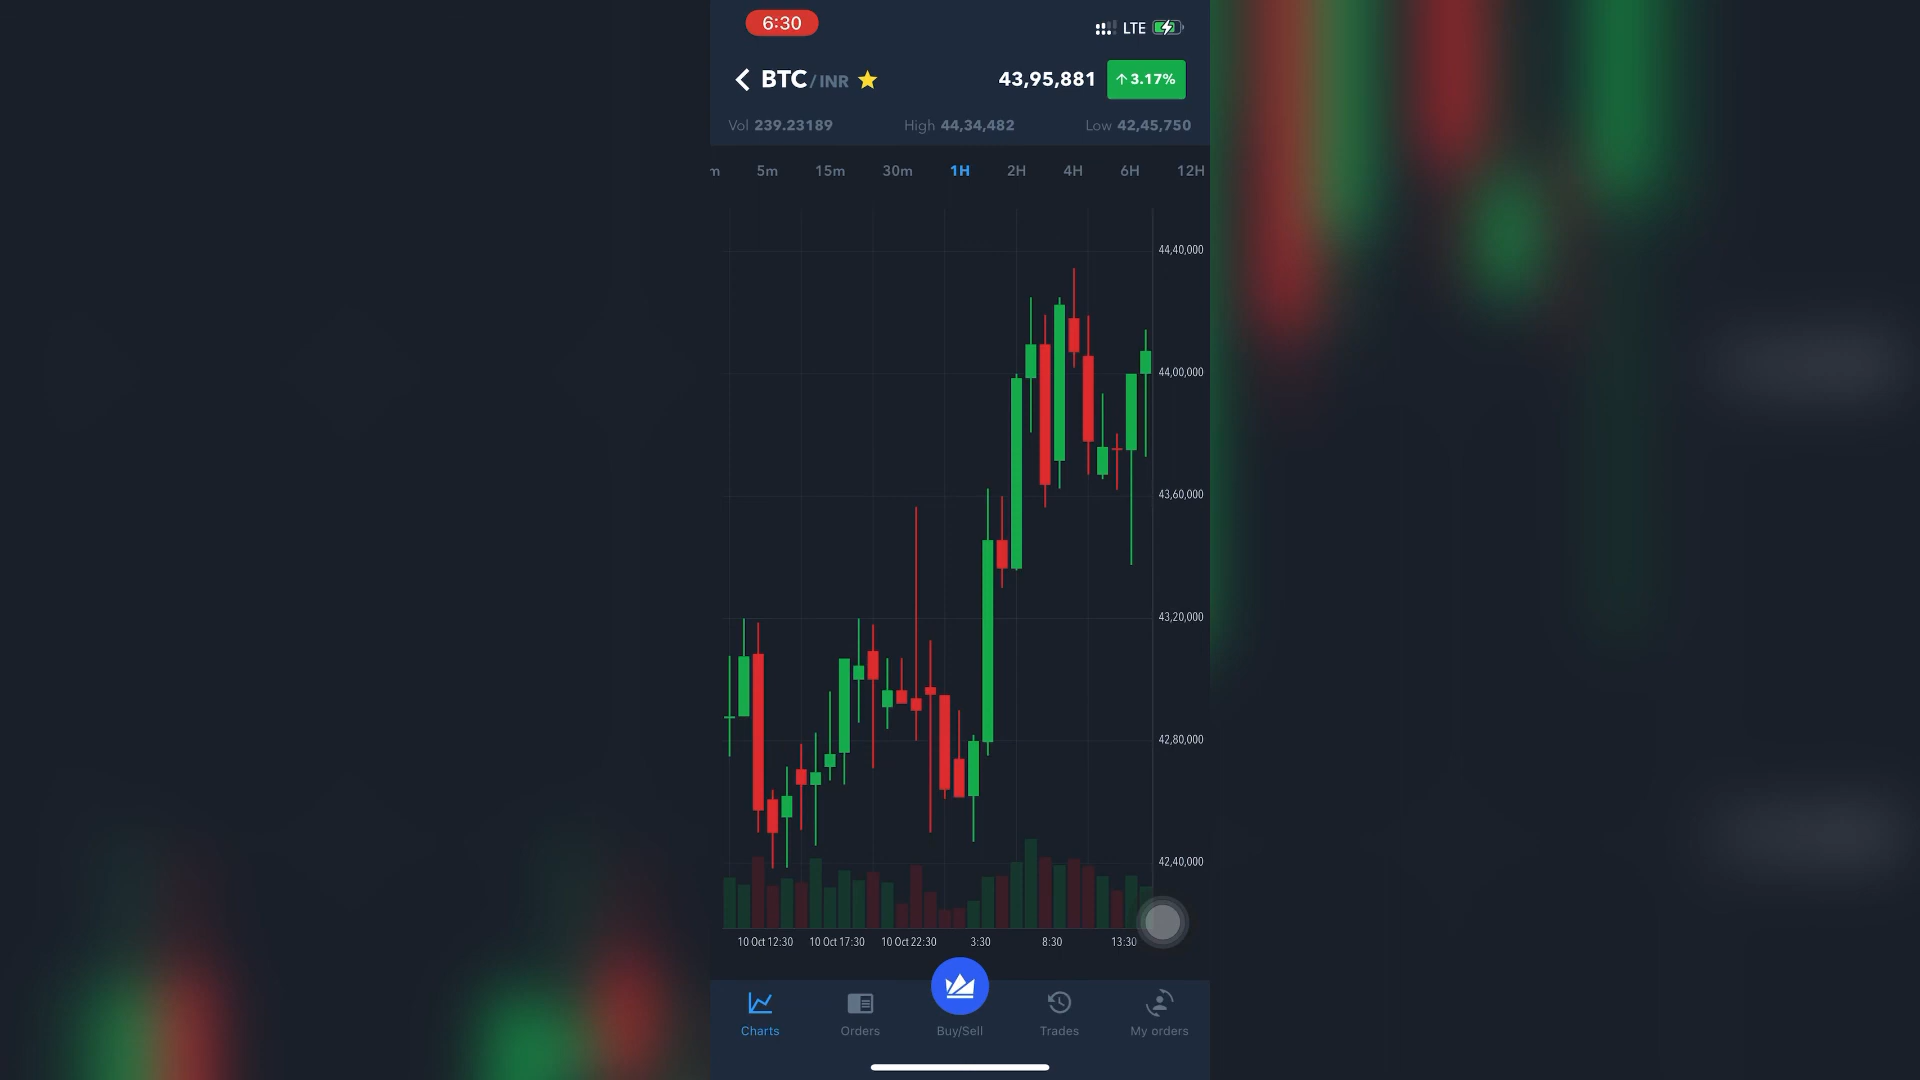 6:30 LTE
BTC/INR 43,95,881 ↑3.17%
Vol 239.23189 High 44,34,482 Low 42,45,750
m 5m 15m 30m 1H 2H 4H 6H 12H
44,40,000
44,00,000
43,60,000
43,20,000
42,80,000
42,40,000
10 Oct 12:30 10 Oct 17:30 10 Oct 22:30 3:30 8:30 13:30
Charts Orders Buy/Sell Trades My orders